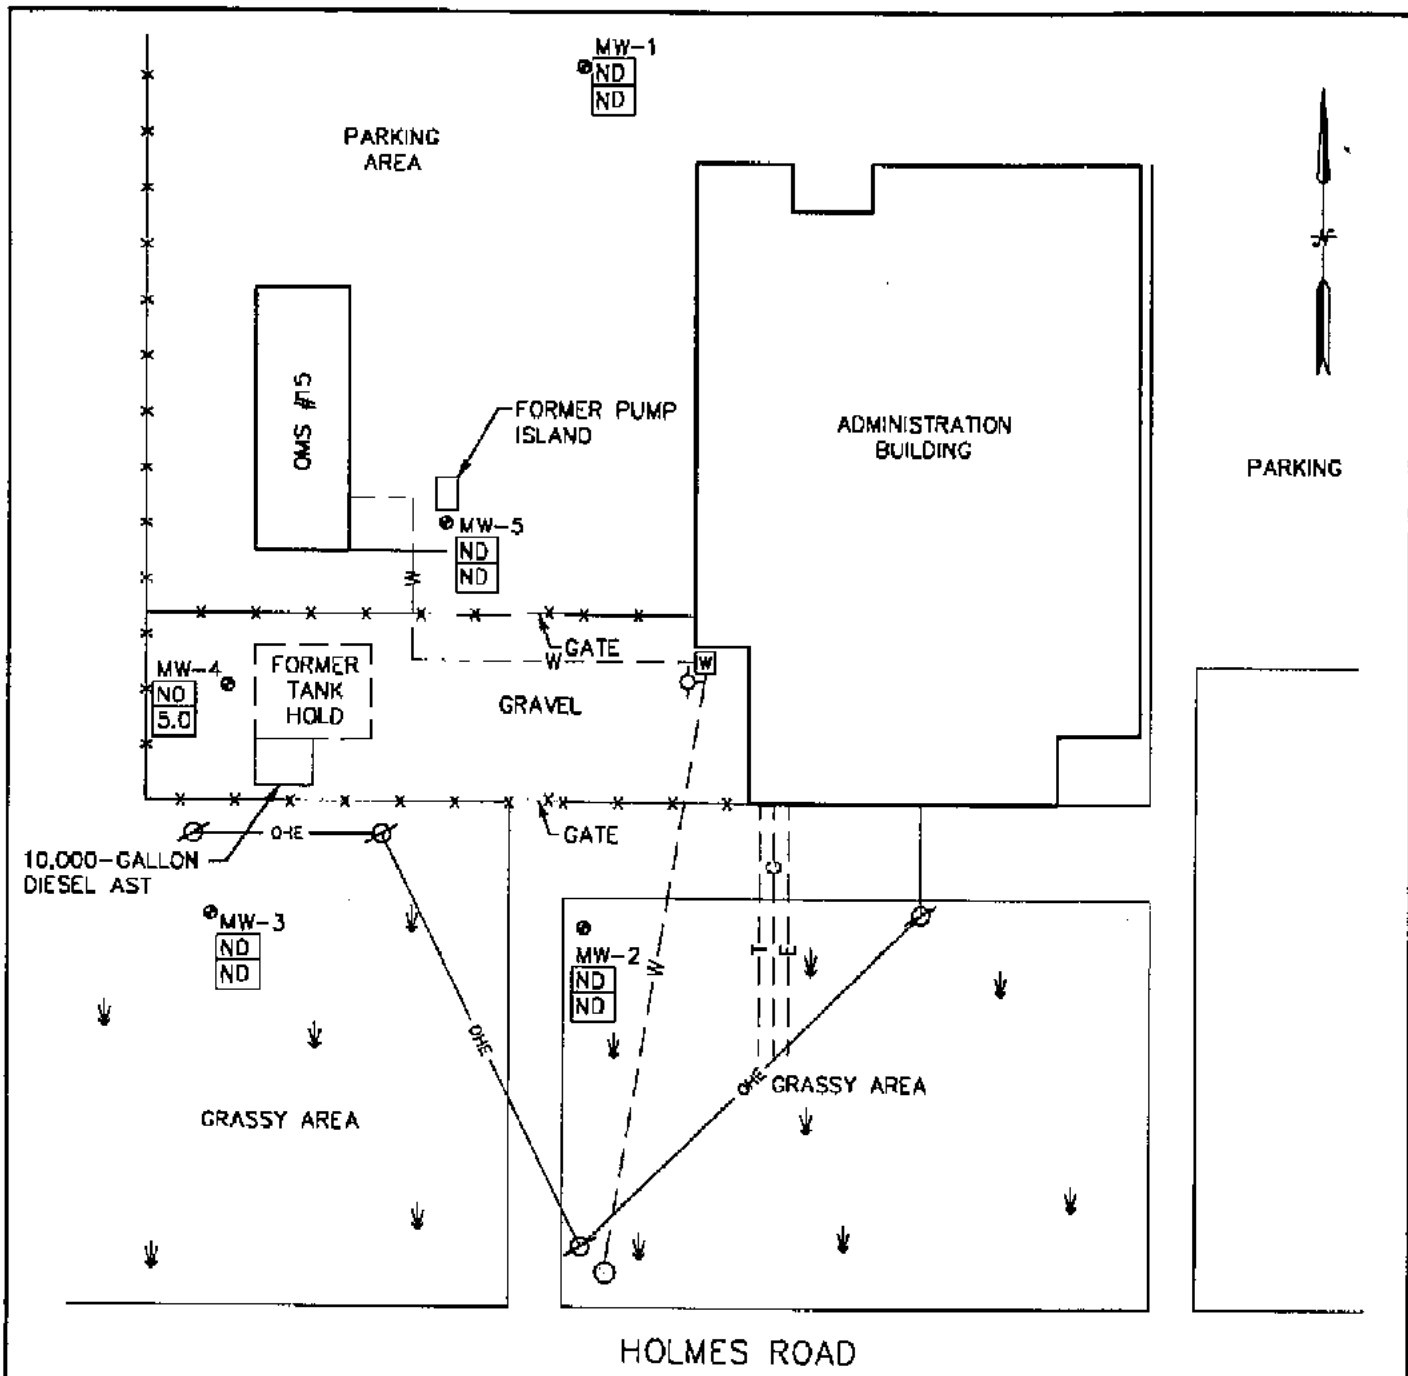 MW-1
ND
ND
PARKING
AREA
N
OMS #15
FORMER PUMP
ISLAND
ADMINISTRATION
BUILDING
PARKING
MW-5
ND
ND
W
GATE
W
W
MW-4
NO
5.0
FORMER
TANK
HOLD
GRAVEL
OHE
GATE
10,000-GALLON
DIESEL AST
G
MW-3
ND
ND
MW-2
ND
ND
W
T
E
OHE
OHE
GRASSY AREA
GRASSY AREA
HOLMES ROAD